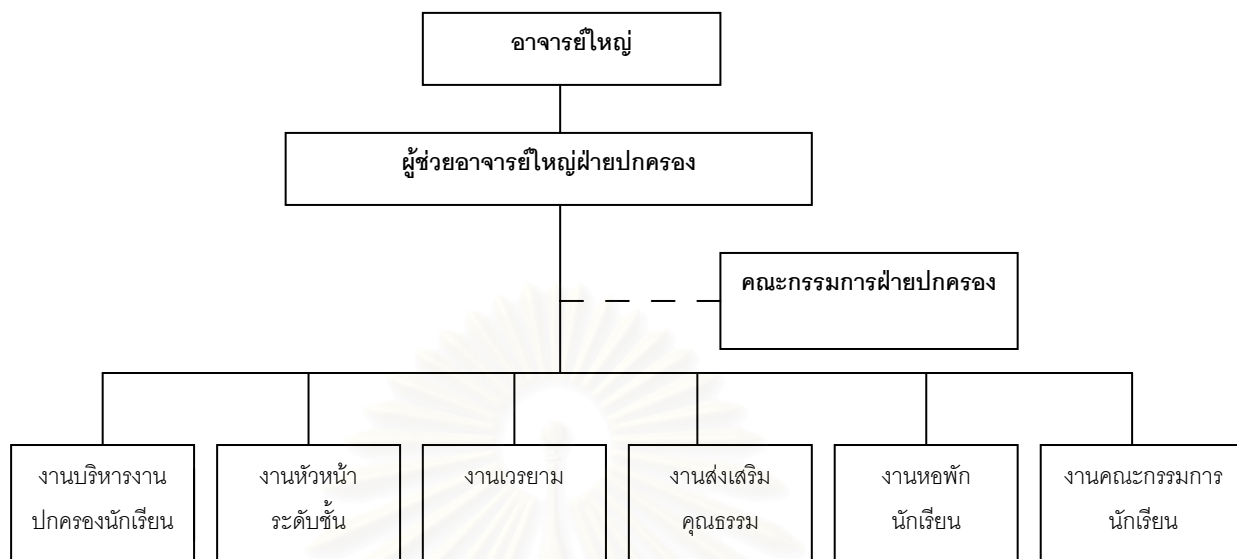 อาจารย์ใหญ่
ผู้ช่วยอาจารย์ใหญ่ฝ่ายปกครอง
คณะกรรมการฝ่ายปกครอง
งานบริหารงาน
ปกครองนักเรียน
งานหัวหน้า
ระดับชั้น
งานเวรยาม
งานส่งเสริม
คุณธรรม
งานหอพัก
นักเรียน
งานคณะกรรมการ
นักเรียน